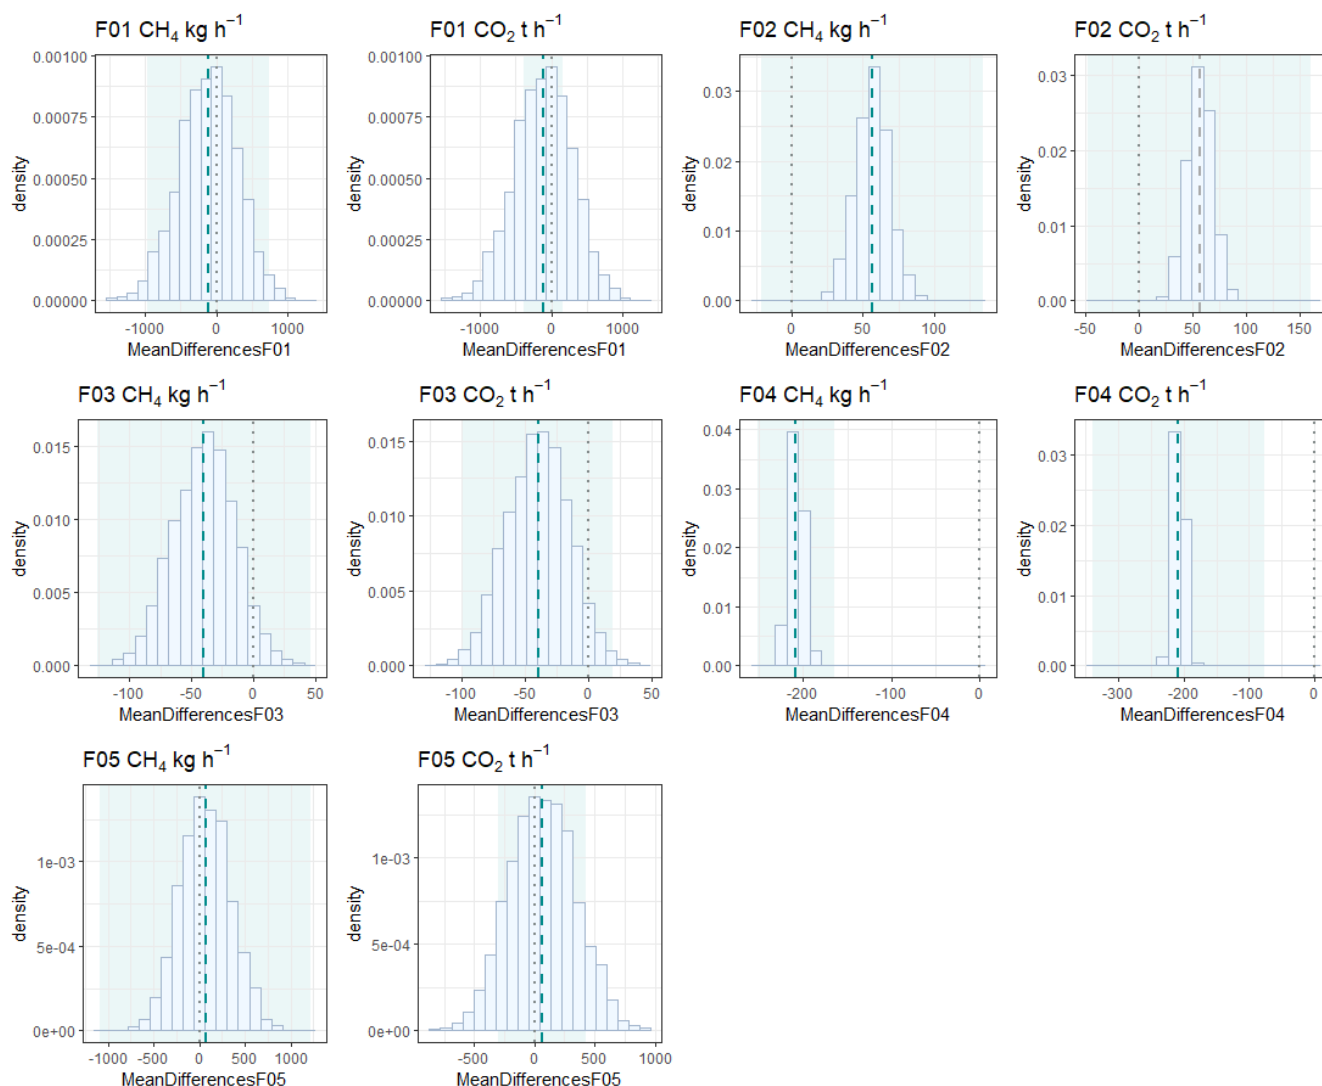 F01 CH₄ kg h⁻¹
0.00100
0.00075
0.00050
0.00025
0.00000
density
-1000 0 1000
MeanDifferencesF01
F01 CO₂ t h⁻¹
0.00100
0.00075
0.00050
0.00025
0.00000
density
-1000 0 1000
MeanDifferencesF01
F02 CH₄ kg h⁻¹
0.03
0.02
0.01
0.00
density
0 50 100
MeanDifferencesF02
F02 CO₂ t h⁻¹
0.03
0.02
0.01
0.00
density
-50 0 50 100 150
MeanDifferencesF02
F03 CH₄ kg h⁻¹
0.015
0.010
0.005
0.000
density
-100 -50 0 50
MeanDifferencesF03
F03 CO₂ t h⁻¹
0.015
0.010
0.005
0.000
density
-100 -50 0 50
MeanDifferencesF03
F04 CH₄ kg h⁻¹
0.04
0.03
0.02
0.01
0.00
density
-200 -100 0
MeanDifferencesF04
F04 CO₂ t h⁻¹
0.03
0.02
0.01
0.00
density
-300 -200 -100 0
MeanDifferencesF04
F05 CH₄ kg h⁻¹
1e-03
5e-04
0e+00
density
-1000 -500 0 500 1000
MeanDifferencesF05
F05 CO₂ t h⁻¹
1e-03
5e-04
0e+00
density
-500 0 500 1000
MeanDifferencesF05